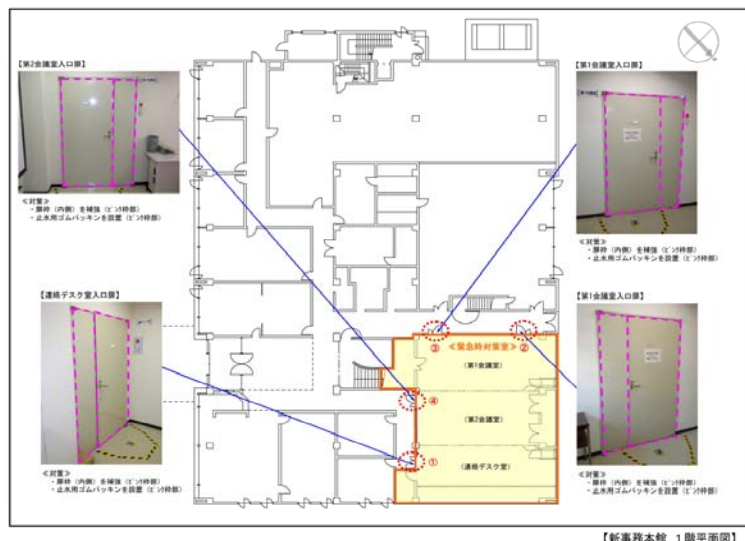 【第2会議室入口扉】
≪対策≫
・扉枠（内側）を補強（ピンク枠部）
・止水用ゴムパッキンを設置（ピンク枠部）
【第1会議室入口扉】
≪対策≫
・扉枠（内側）を補強（ピンク枠部）
・止水用ゴムパッキンを設置（ピンク枠部）
【連絡デスク室入口扉】
≪対策≫
・扉枠（内側）を補強（ピンク枠部）
・止水用ゴムパッキンを設置（ピンク枠部）
【第1会議室入口扉】
≪対策≫
・扉枠（内側）を補強（ピンク枠部）
・止水用ゴムパッキンを設置（ピンク枠部）
③
②
≪緊急時対策室≫
（第1会議室）
④
（第2会議室）
①
（連絡デスク室）
【新事務本館 1階平面図】